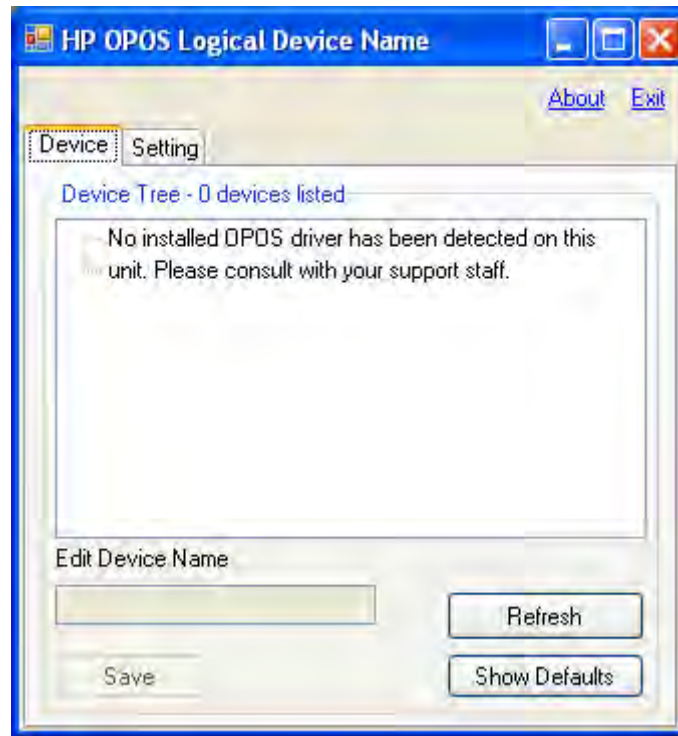 HP OPOS Logical Device Name
About Exit
Device Setting
Device Tree - 0 devices listed
No installed OPOS driver has been detected on this
unit. Please consult with your support staff.
Edit Device Name
Refresh
Save
Show Defaults